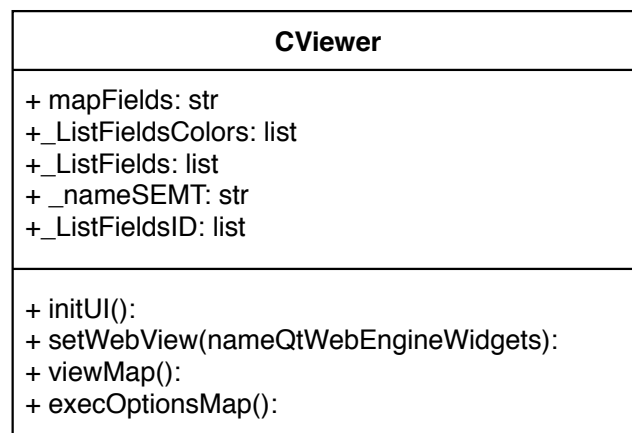 CViewer
+ mapFields: str
+_ListFieldsColors: list
+_ListFields: list
+ _nameSEMT: str
+_ListFieldsID: list
+ initUI():
+ setWebView(nameQtWebEngineWidgets):
+ viewMap():
+ execOptionsMap():